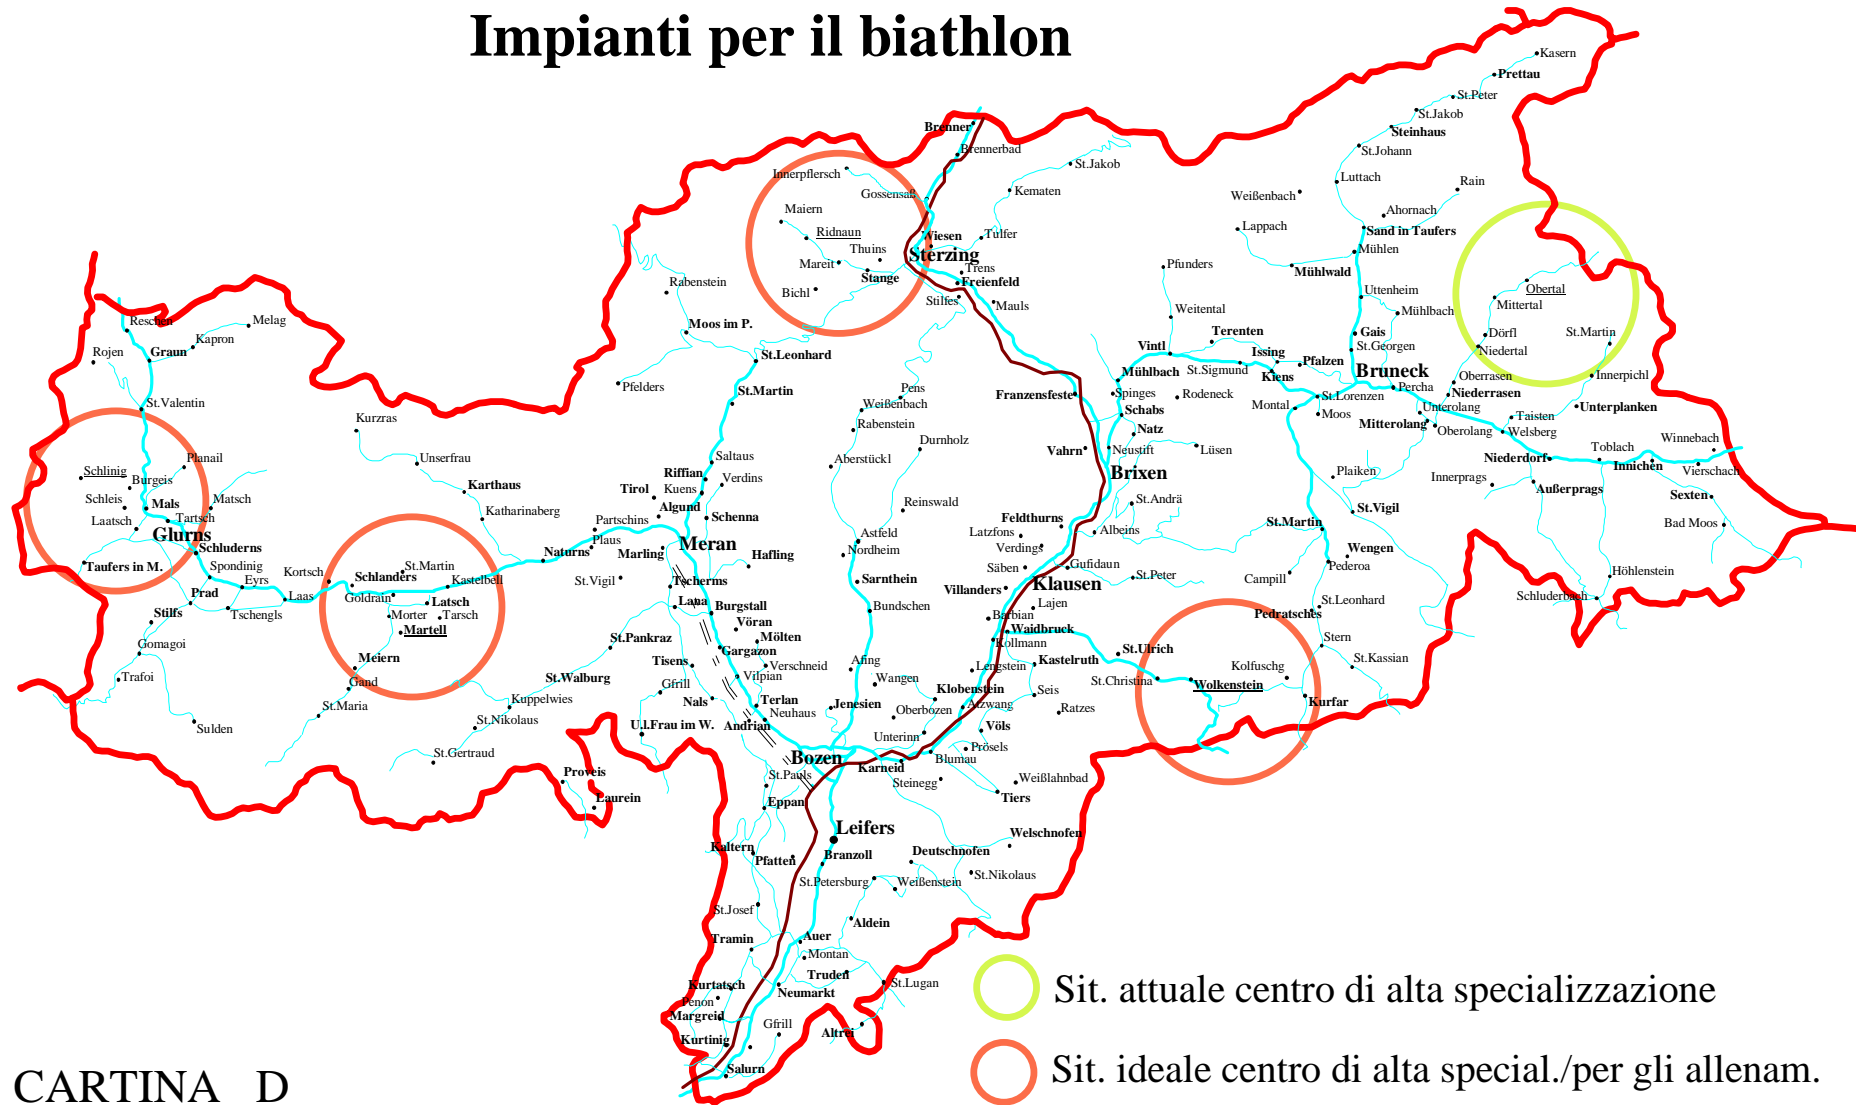 Impianti per il biathlon
Kasern
Prettau
St.Peter
St.Jakob
Steinhaus
St.Johann
Luttach
Rain
Weißenbach
Ahornach
Lappach
Sand in Taufers
Mühlen
Mühlwald
Uttenheim
Mühlbach
Gais
St.Georgen
Bruneck
Percha
Obertal
Mittertal
Dörfl
St.Martin
Niedertal
Innerpichl
Oberrasen
Niederrasen
Unterplanken
Unterolang
Taisten
Mitterolang
Oberolang
Welsberg
Winnebach
Toblach
Niederdorf
Innichen
Vierschach
Innerprags
Außerprags
Sexten
Bad Moos
Höhlenstein
Schluderbach
Brenner
Brennerbad
St.Jakob
Innerpflersch
Gossensaß
Kematen
Maiern
Ridnaun
Wiesen
Tulfer
Thuins
Sterzing
Mareit
Stange
Trens
Freienfeld
Bichl
Stilfes
Mauls
Pfunders
Weitental
Terenten
Vintl
Issing
Pfalzen
St.Sigmund
Kiens
Mühlbach
Spinges
Rodeneck
St.Lorenzen
Montal
Moos
Franzensfeste
Schabs
Natz
Vahrn
Neustift
Lüsen
Brixen
Plaiken
St.Andrä
St.Vigil
Feldthurns
St.Martin
Latzfons
Albeins
Verdings
Wengen
Säben
Gufidaun
Pederoa
St.Peter
Campill
Klausen
Villanders
Lajen
St.Leonhard
Barbian
Pedratsches
Waidbruck
Kollmann
Stern
St.Ulrich
Lengstein
Kastelruth
St.Kassian
Kolfuschg
St.Christina
Wolkenstein
Seis
Kurfar
Ratzes
Klobenstein
Atzwang
Oberbozen
Völs
Unterinn
Prösels
Blumau
Karneid
Steinegg
Weißlahnbad
Tiers
Rabenstein
Moos im P.
St.Leonhard
Pfelders
St.Martin
Pens
Weißenbach
Rabenstein
Durnholz
Aberstückl
Saltaus
Riffian
Verdins
Tirol
Kuens
Reinswald
Algund
Schenna
Partschins
Astfeld
Plaus
Meran
Nordheim
Naturns
Marling
Hafling
St.Vigil
Tscherms
Sarnthein
Lana
Burgstall
Bundschen
Vöran
Mölten
St.Pankraz
Gargazon
Tisens
Verschneid
Afing
St.Walburg
Vilpian
Wangen
Gfrill
Nals
Terlan
Jenesien
Kuppelwies
Neuhaus
St.Nikolaus
U.l.Frau im W.
Andrian
St.Gertraud
Bozen
Proveis
St.Pauls
Laurein
Eppan
Leifers
Welschnofen
Kaltern
Pfatten
Branzoll
Deutschnofen
St.Petersburg
Weißenstein
St.Nikolaus
St.Josef
Aldein
Tramin
Auer
Montan
Truden
Kurtatsch
St.Lugan
Penon
Neumarkt
Margreid
Gfrill
Altrei
Kurtinig
Salurn
Reschen
Melag
Kapron
Rojen
Graun
St.Valentin
Kurzras
Planail
Unserfrau
Schlinig
Burgeis
Karthaus
Schleis
Mals
Matsch
Katharinaberg
Laatsch
Tartsch
Glurns
Schluderns
Taufers in M.
Spondinig
Kortsch
St.Martin
Schlanders
Eyrs
Kastelbell
Prad
Laas
Goldrain
Latsch
Stilfs
Tschengls
Morter
Tarsch
Martell
Gomagoi
Meiern
Trafoi
Gand
St.Maria
Sulden
Sit. attuale centro di alta specializzazione
Sit. ideale centro di alta special./per gli allenam.
CARTINA D